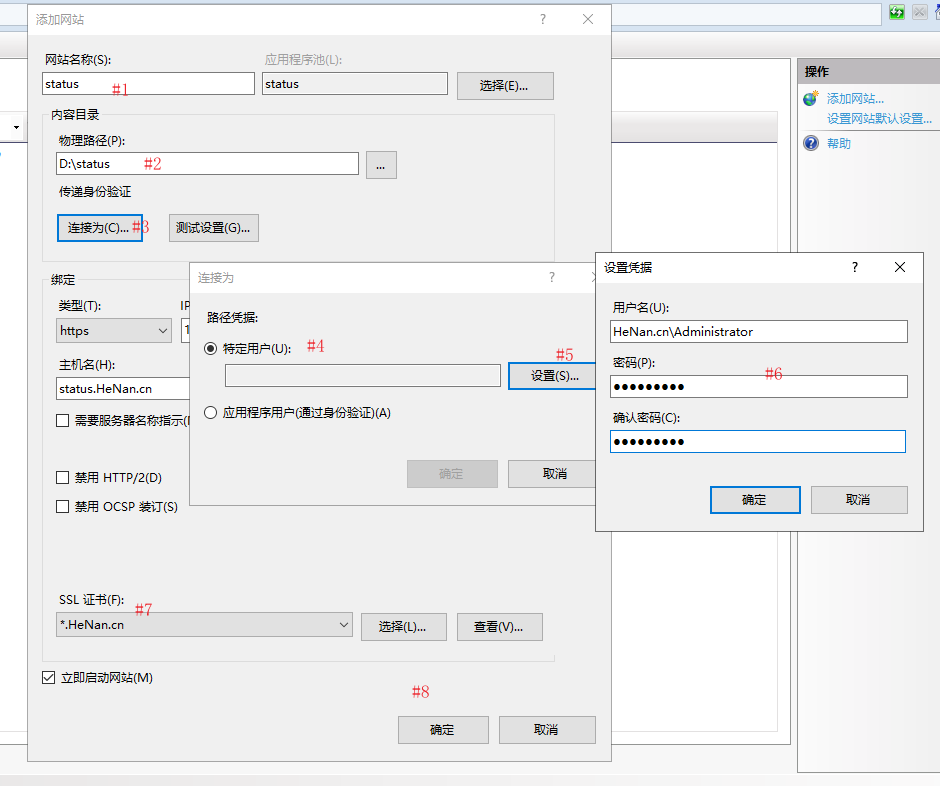 添加网站
网站名称(S):
应用程序池(L):
status #1
status
选择(E)...
内容目录
物理路径(P):
D:\status #2
...
传递身份验证
连接为(C)... #3
测试设置(G)...
绑定
类型(T):
IP
https
1
主机名(H):
status.HeNan.cn
需要服务器名称指示(
禁用 HTTP/2(D)
禁用 OCSP 装订(S)
SSL 证书(F):
#7
*.HeNan.cn
选择(L)...
查看(V)...
立即启动网站(M)
#8
确定
取消
连接为
路径凭据:
特定用户(U): #4
#5
设置(S)...
应用程序用户(通过身份验证)(A)
确定
取消
设置凭据
用户名(U):
HeNan.cn\Administrator
密码(P):
#6
●●●●●●●●●
确认密码(C):
●●●●●●●●●
确定
取消
操作
添加网站...
设置网站默认设置...
帮助